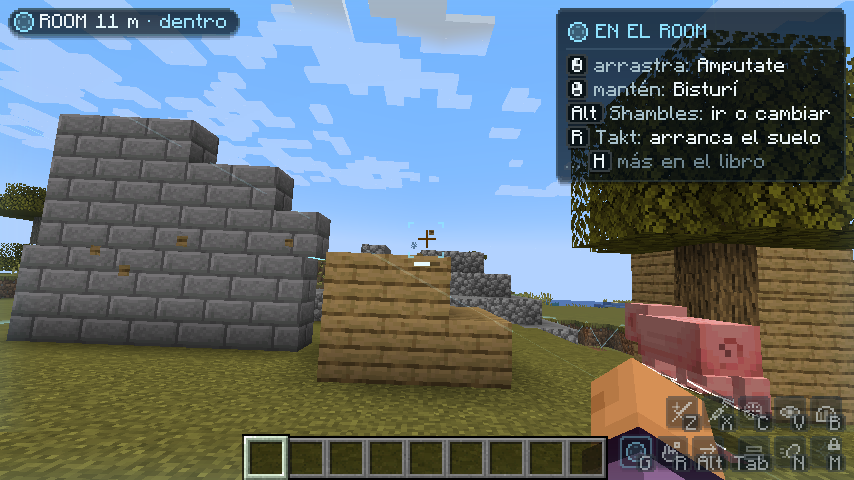 ROOM 11 m · dentro
EN EL ROOM
arrastra: Amputate
mantén: Bisturí
Alt Shambles: ir o cambiar
R Takt: arranca el suelo
H más en el libro
Z X C V B
G R Alt Tab N M